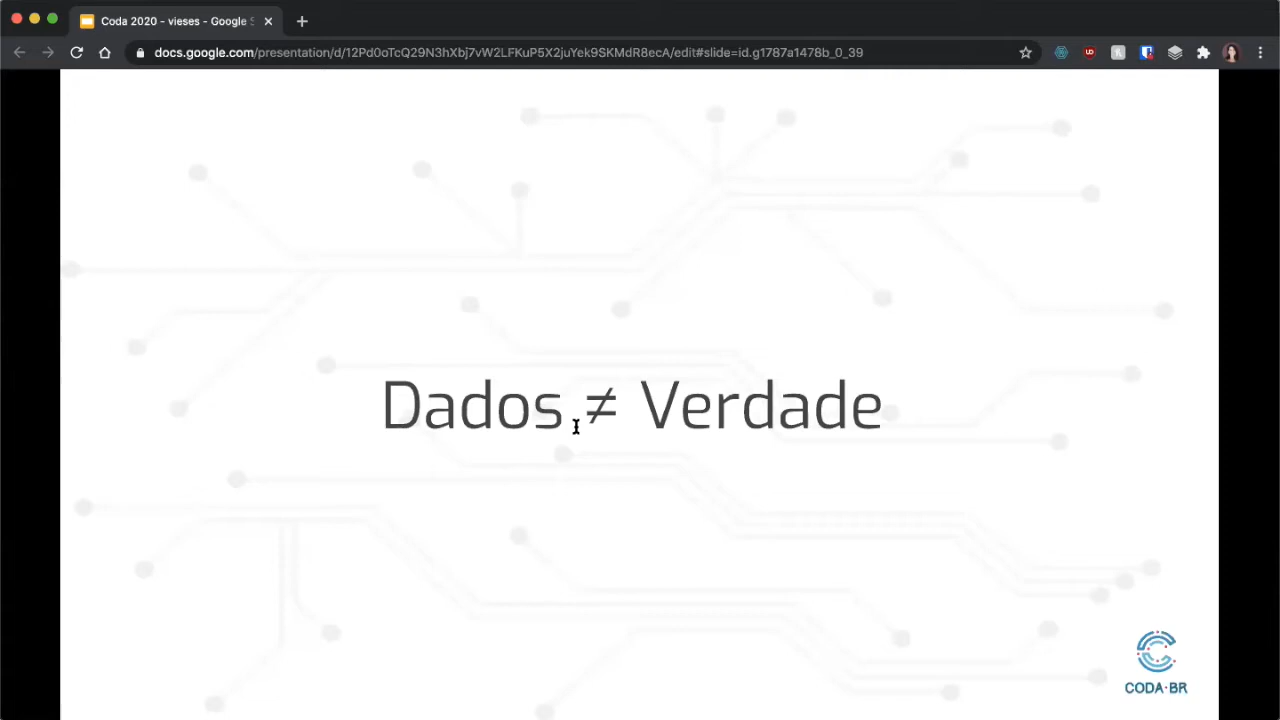 Coda 2020 - vieses - Google S
docs.google.com/presentation/d/12Pd0oTcQ29N3hXbj7vW2LFKuP5X2juYek9SKMdR8ecA/edit#slide=id.g1787a1478b_0_39
Dados ≠ Verdade
CODA·BR